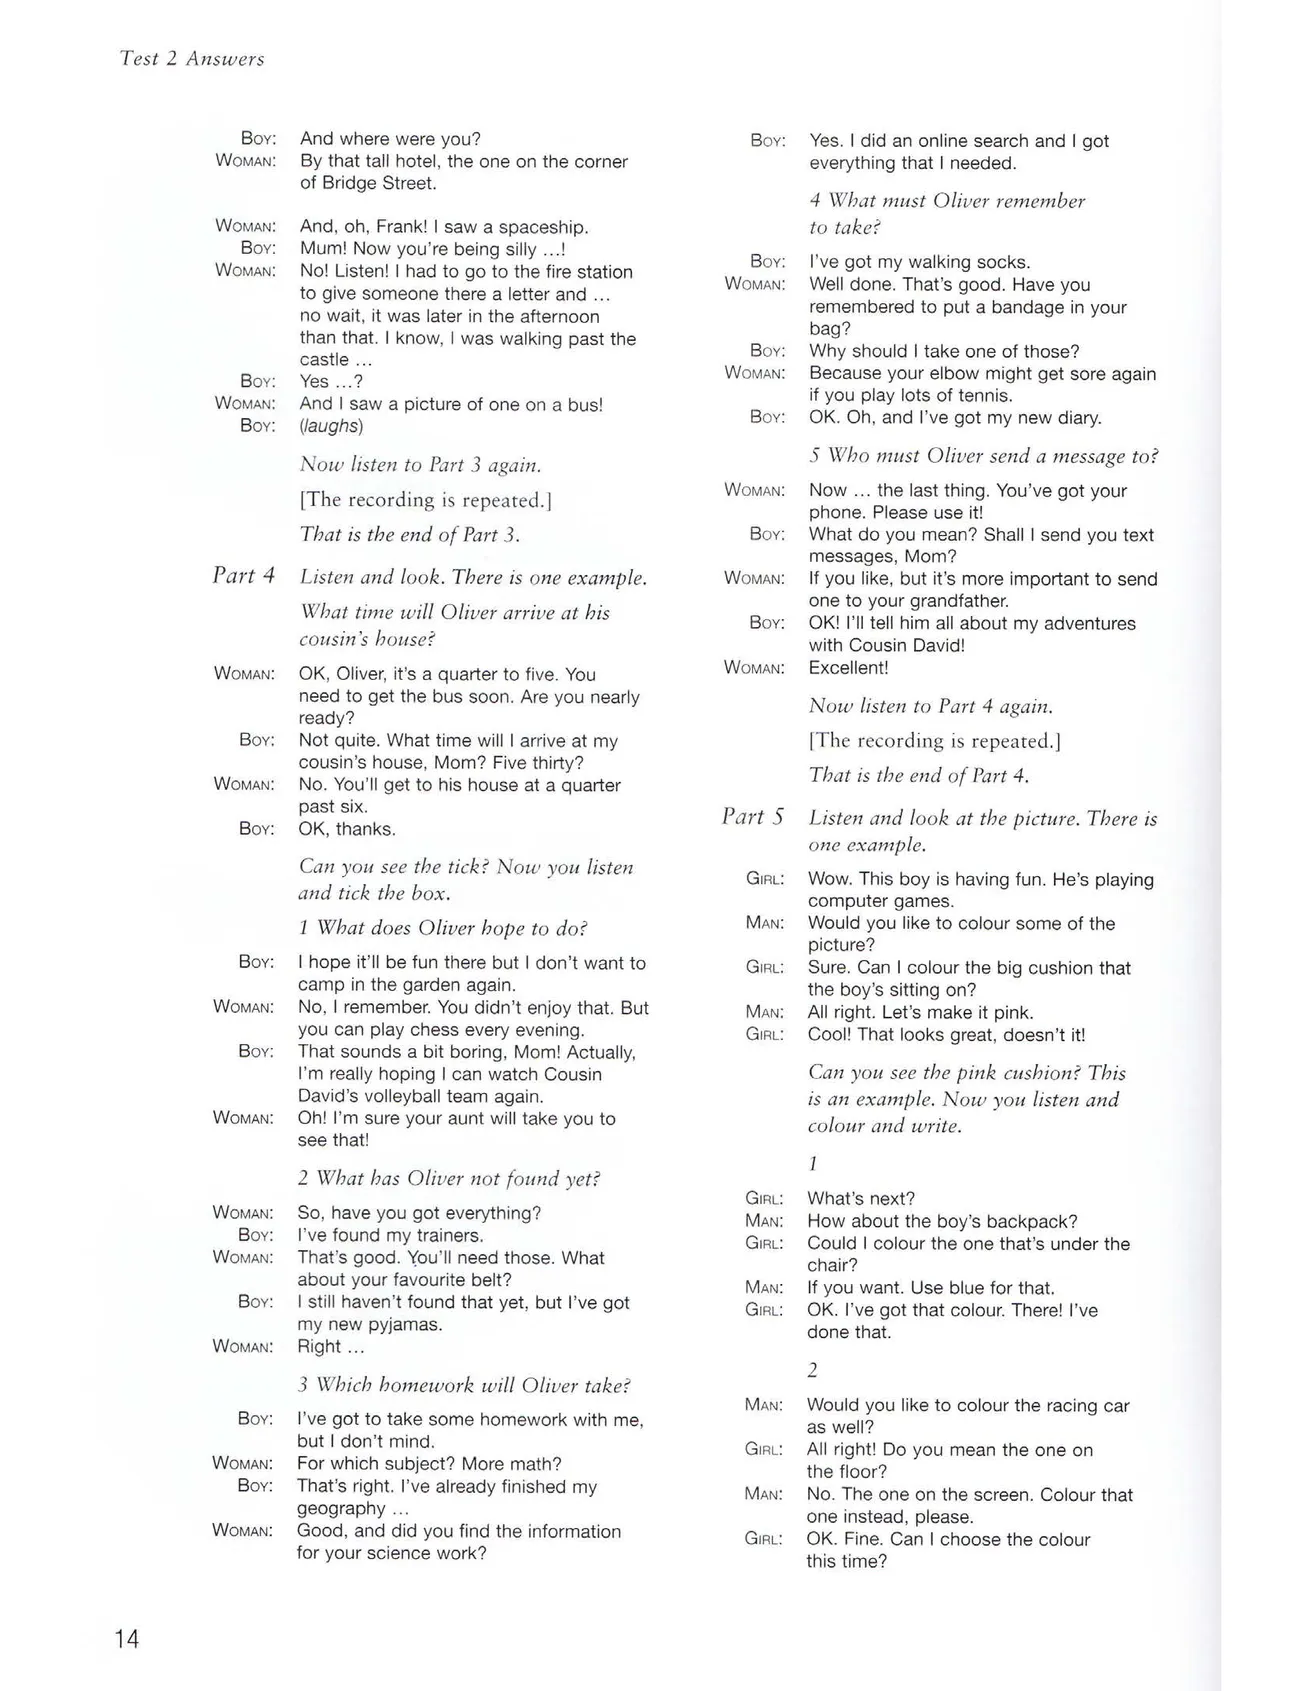 Test 2 Answers
BOY: And where were you?
WOMAN: By that tall hotel, the one on the corner
of Bridge Street.
WOMAN: And, oh, Frank! I saw a spaceship.
BOY: Mum! Now you're being silly ...!
WOMAN: No! Listen! I had to go to the fire station
to give someone there a letter and ...
no wait, it was later in the afternoon
than that. I know, I was walking past the
castle ...
BOY: Yes ...?
WOMAN: And I saw a picture of one on a bus!
BOY: (laughs)
Now listen to Part 3 again.
[The recording is repeated.]
That is the end of Part 3.
Part 4 Listen and look. There is one example.
What time will Oliver arrive at his
cousin's house?
WOMAN: OK, Oliver, it's a quarter to five. You
need to get the bus soon. Are you nearly
ready?
BOY: Not quite. What time will I arrive at my
cousin's house, Mom? Five thirty?
WOMAN: No. You'll get to his house at a quarter
past six.
BOY: OK, thanks.
Can you see the tick? Now you listen
and tick the box.
1 What does Oliver hope to do?
BOY: I hope it'll be fun there but I don't want to
camp in the garden again.
WOMAN: No, I remember. You didn't enjoy that. But
you can play chess every evening.
BOY: That sounds a bit boring, Mom! Actually,
I'm really hoping I can watch Cousin
David's volleyball team again.
WOMAN: Oh! I'm sure your aunt will take you to
see that!
2 What has Oliver not found yet?
WOMAN: So, have you got everything?
BOY: I've found my trainers.
WOMAN: That's good. You'll need those. What
about your favourite belt?
BOY: I still haven't found that yet, but I've got
my new pyjamas.
WOMAN: Right ...
3 Which homework will Oliver take?
BOY: I've got to take some homework with me,
but I don't mind.
WOMAN: For which subject? More math?
BOY: That's right. I've already finished my
geography ...
WOMAN: Good, and did you find the information
for your science work?
BOY: Yes. I did an online search and I got
everything that I needed.
4 What must Oliver remember
to take?
BOY: I've got my walking socks.
WOMAN: Well done. That's good. Have you
remembered to put a bandage in your
bag?
BOY: Why should I take one of those?
WOMAN: Because your elbow might get sore again
if you play lots of tennis.
BOY: OK. Oh, and I've got my new diary.
5 Who must Oliver send a message to?
WOMAN: Now ... the last thing. You've got your
phone. Please use it!
BOY: What do you mean? Shall I send you text
messages, Mom?
WOMAN: If you like, but it's more important to send
one to your grandfather.
BOY: OK! I'll tell him all about my adventures
with Cousin David!
WOMAN: Excellent!
Now listen to Part 4 again.
[The recording is repeated.]
That is the end of Part 4.
Part 5 Listen and look at the picture. There is
one example.
GIRL: Wow. This boy is having fun. He's playing
computer games.
MAN: Would you like to colour some of the
picture?
GIRL: Sure. Can I colour the big cushion that
the boy's sitting on?
MAN: All right. Let's make it pink.
GIRL: Cool! That looks great, doesn't it!
Can you see the pink cushion? This
is an example. Now you listen and
colour and write.
1
GIRL: What's next?
MAN: How about the boy's backpack?
GIRL: Could I colour the one that's under the
chair?
MAN: If you want. Use blue for that.
GIRL: OK. I've got that colour. There! I've
done that.
2
MAN: Would you like to colour the racing car
as well?
GIRL: All right! Do you mean the one on
the floor?
MAN: No. The one on the screen. Colour that
one instead, please.
GIRL: OK. Fine. Can I choose the colour
this time?
14